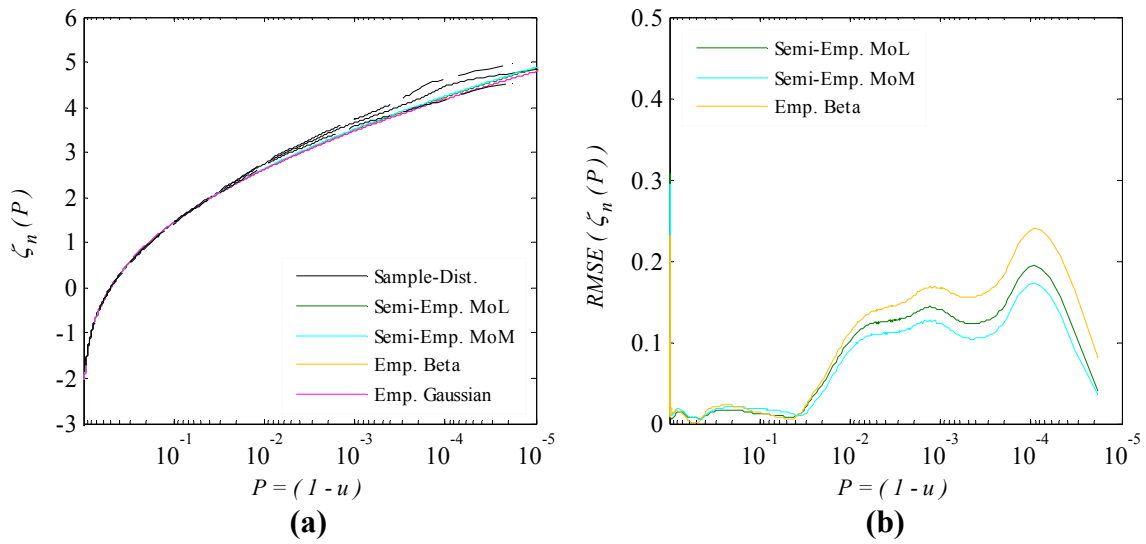 6
5
4
3
2
1
0
-1
-2
-3
ζn (P)
Sample-Dist.
Semi-Emp. MoL
Semi-Emp. MoM
Emp. Beta
Emp. Gaussian
10-1
10-2
10-3
10-4
10-5
P = ( 1 - u )
(a)
0.5
0.4
0.3
0.2
0.1
0
RMSE ( ζn (P))
Semi-Emp. MoL
Semi-Emp. MoM
Emp. Beta
10-1
10-2
10-3
10-4
10-5
P = ( 1 - u )
(b)